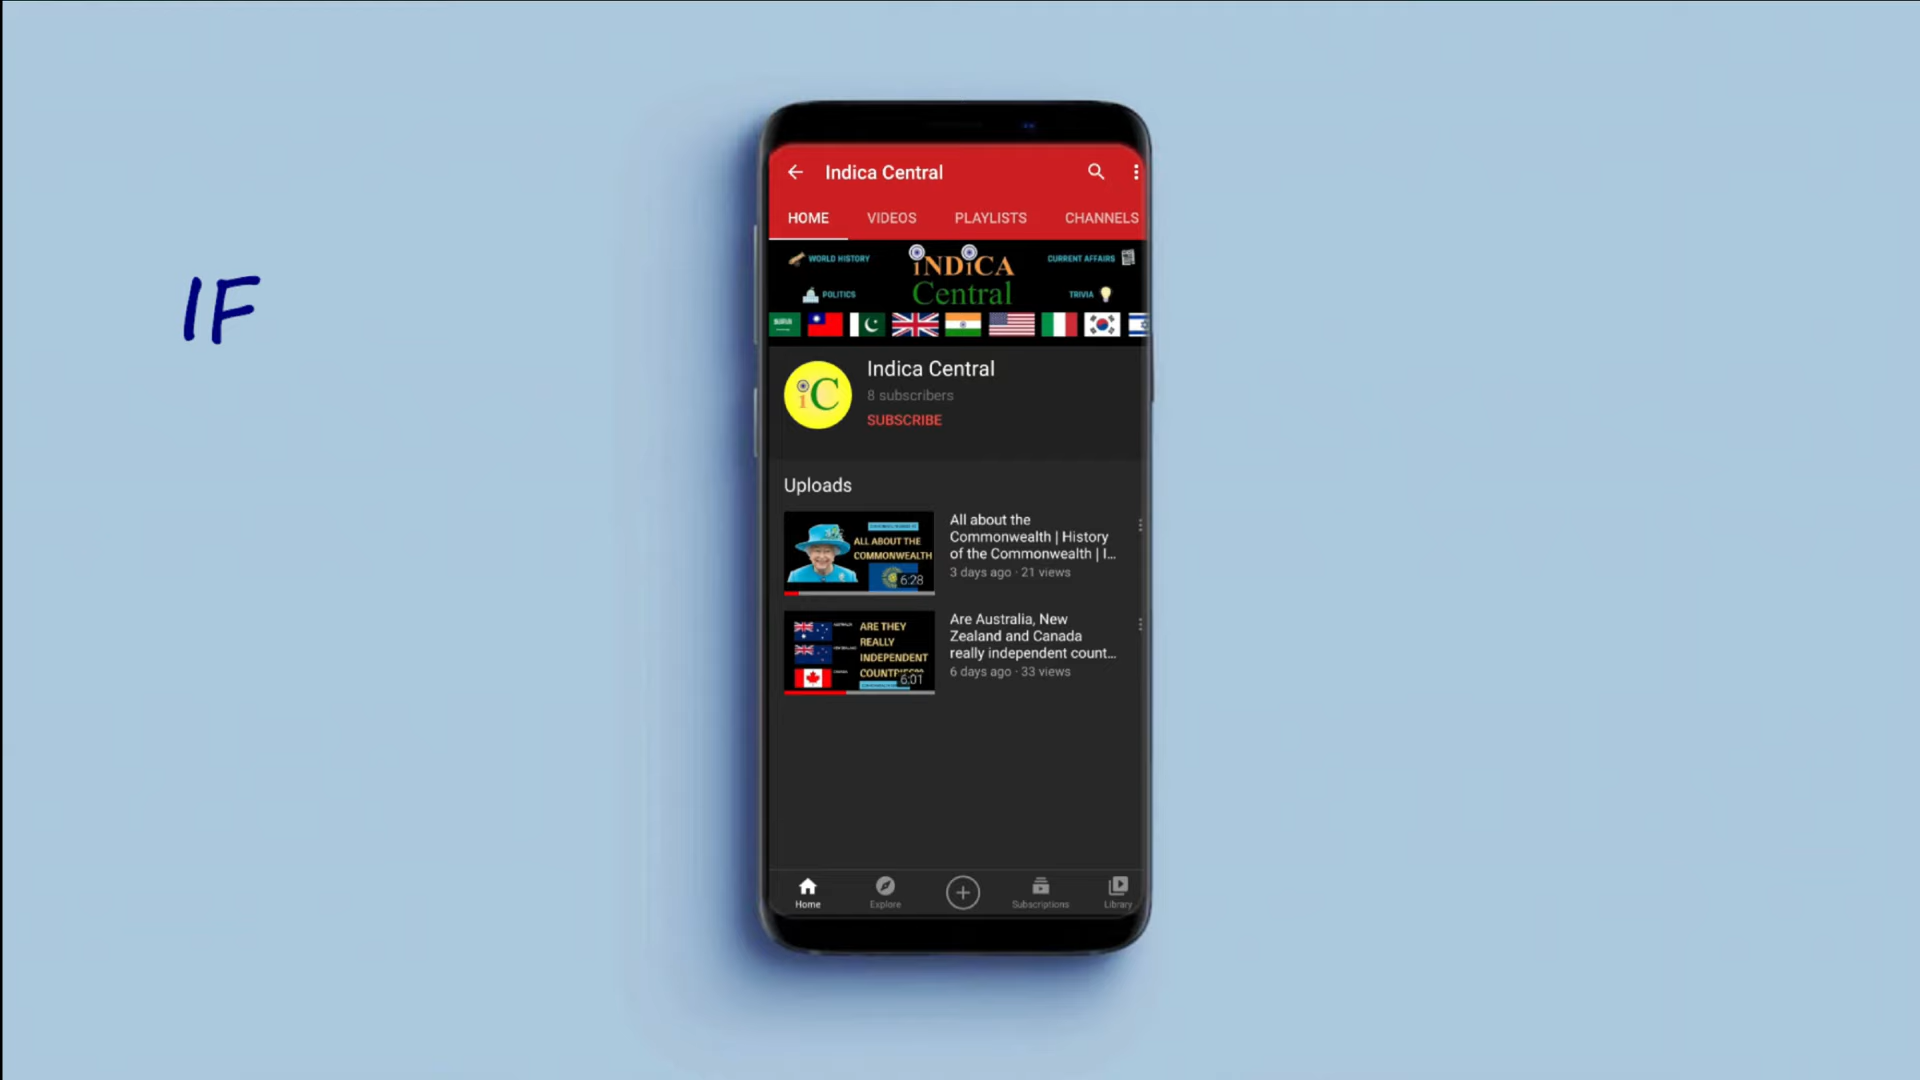 IF
Indica Central
HOME VIDEOS PLAYLISTS CHANNELS
WORLD HISTORY
POLITICS
iNDiCA
Central
CURRENT AFFAIRS
TRIVIA
iC
Indica Central
8 subscribers
SUBSCRIBE
Uploads
ALL ABOUT THE
COMMONWEALTH
6:28
All about the
Commonwealth | History
of the Commonwealth | I...
3 days ago · 21 views
ARE THEY
REALLY
INDEPENDENT
6:01
Are Australia, New
Zealand and Canada
really independent count...
6 days ago · 33 views
Home Explore Subscriptions Library